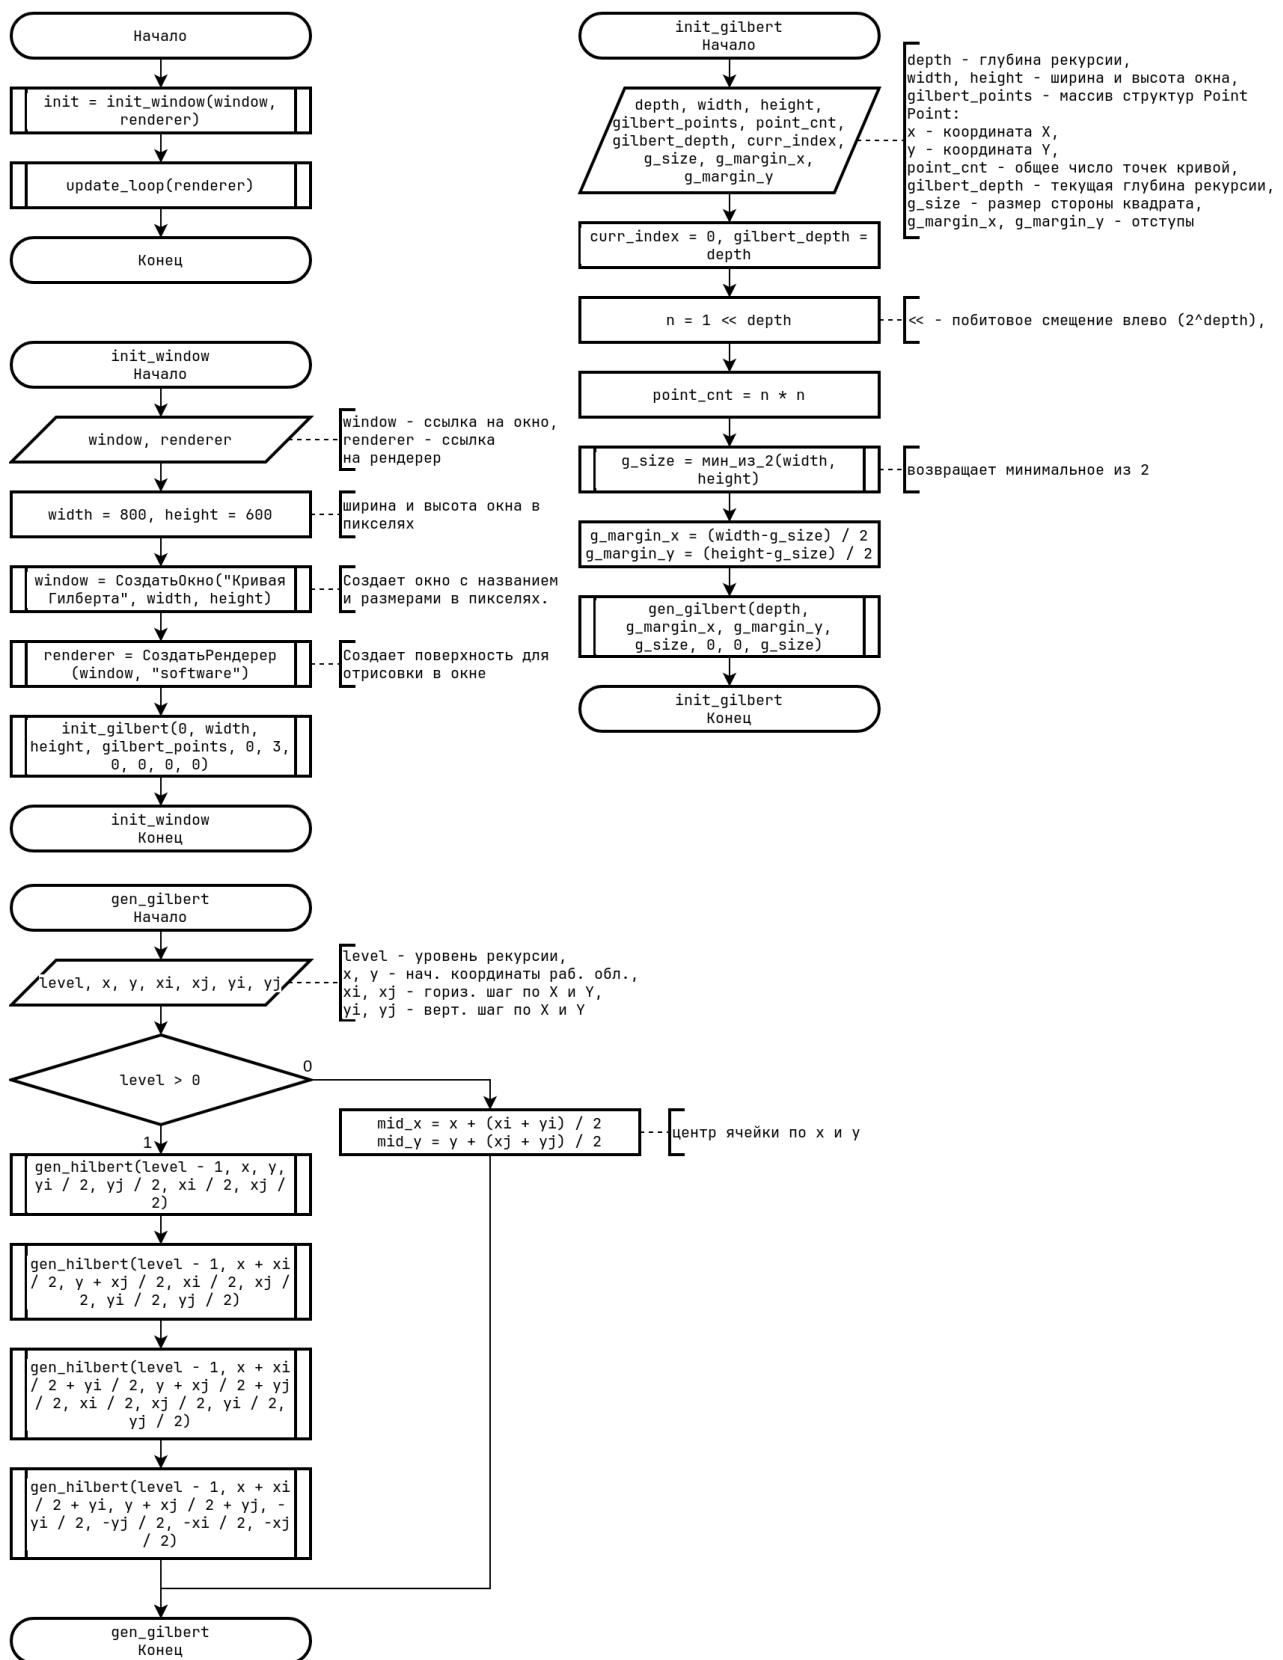 Начало
init = init_window(window,
renderer)
update_loop(renderer)
Конец
init_window
Начало
window, renderer
window - ссылка на окно,
renderer - ссылка
на рендерер
width = 800, height = 600
ширина и высота окна в
пикселях
window = СоздатьОкно("Кривая
Гилберта", width, height)
Создает окно с названием
и размерами в пикселях.
renderer = СоздатьРендерер
(window, "software")
Создает поверхность для
отрисовки в окне
init_gilbert(0, width,
height, gilbert_points, 0, 3,
0, 0, 0, 0)
init_window
Конец
init_gilbert
Начало
depth, width, height,
gilbert_points, point_cnt,
gilbert_depth, curr_index,
g_size, g_margin_x,
g_margin_y
depth - глубина рекурсии,
width, height - ширина и высота окна,
gilbert_points - массив структур Point
Point:
x - координата X,
y - координата Y,
point_cnt - общее число точек кривой,
gilbert_depth - текущая глубина рекурсии,
g_size - размер стороны квадрата,
g_margin_x, g_margin_y - отступы
curr_index = 0, gilbert_depth =
depth
n = 1 << depth
<< - побитовое смещение влево (2^depth),
point_cnt = n * n
g_size = мин_из_2(width,
height)
возвращает минимальное из 2
g_margin_x = (width-g_size) / 2
g_margin_y = (height-g_size) / 2
gen_gilbert(depth,
g_margin_x, g_margin_y,
g_size, 0, 0, g_size)
init_gilbert
Конец
gen_gilbert
Начало
level, x, y, xi, xj, yi, yj
level - уровень рекурсии,
x, y - нач. координаты раб. обл.,
xi, xj - гориз. шаг по X и Y,
yi, yj - верт. шаг по X и Y
level > 0
0
1
mid_x = x + (xi + yi) / 2
mid_y = y + (xj + yj) / 2
центр ячейки по x и y
gen_hilbert(level - 1, x, y,
yi / 2, yj / 2, xi / 2, xj /
2)
gen_hilbert(level - 1, x + xi
/ 2, y + xj / 2, xi / 2, xj /
2, yi / 2, yj / 2)
gen_hilbert(level - 1, x + xi
/ 2 + yi / 2, y + xj / 2 + yj
/ 2, xi / 2, xj / 2, yi / 2,
yj / 2)
gen_hilbert(level - 1, x + xi
/ 2 + yi, y + xj / 2 + yj, -
yi / 2, -yj / 2, -xi / 2, -xj
/ 2)
gen_gilbert
Конец